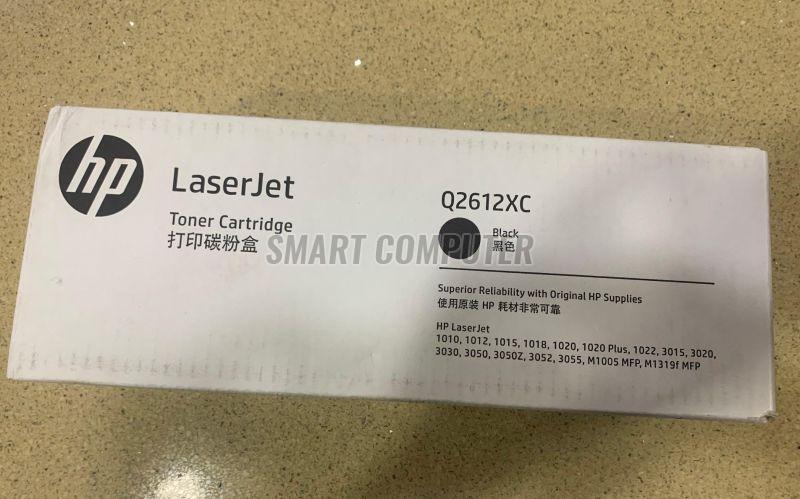 hp
LaserJet
Toner Cartridge
打印碳粉盒
SMART COMPUTER
Q2612XC
Black
黑色
Superior Reliability with Original HP Supplies
使用原装 HP 耗材非常可靠
HP LaserJet
1010, 1012, 1015, 1018, 1020, 1020 Plus, 1022, 3015, 3020,
3030, 3050, 3050Z, 3052, 3055, M1005 MFP, M1319f MFP